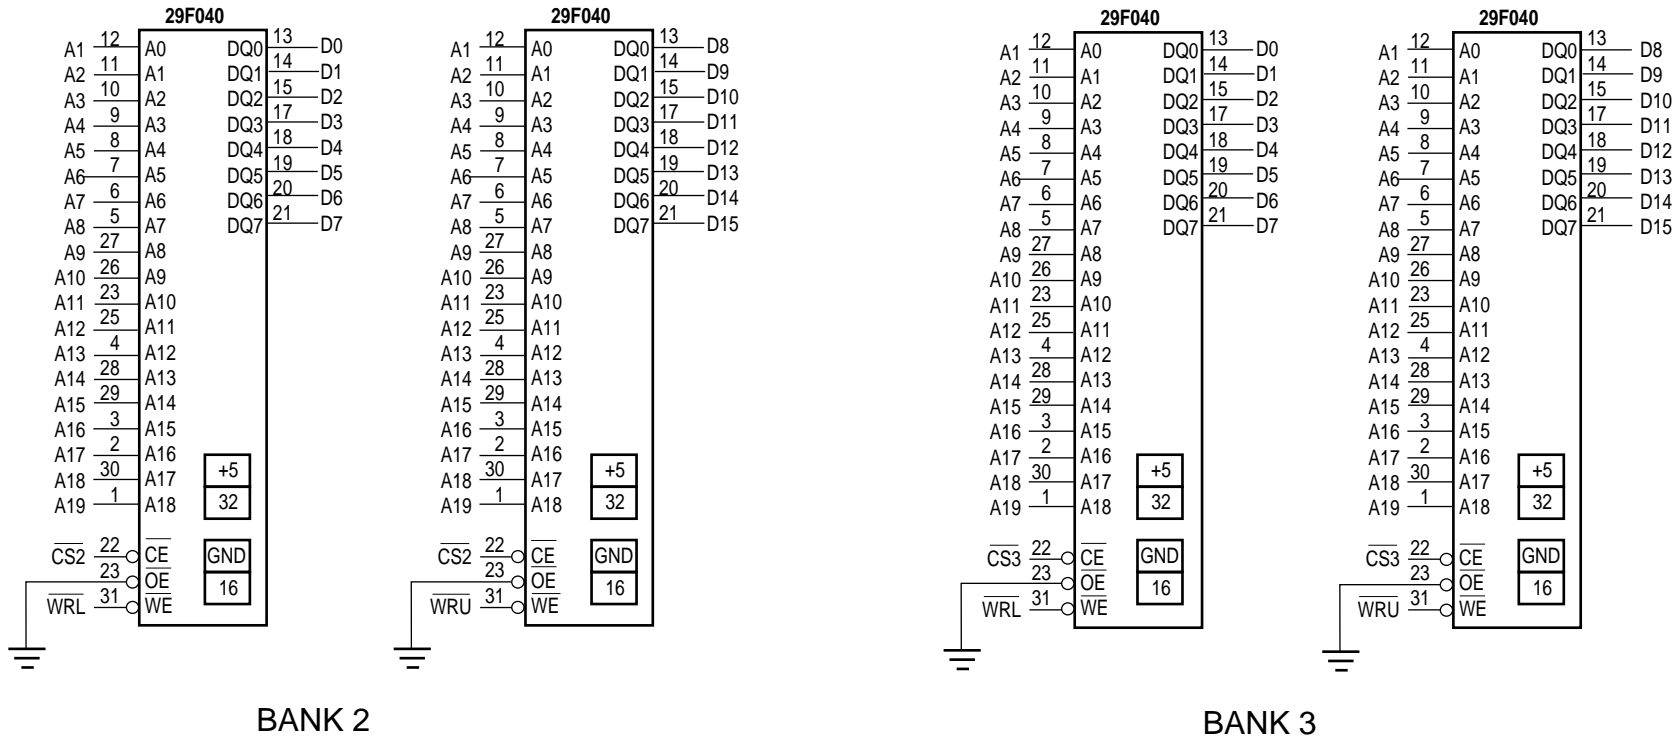 29F040
A1 12 A0 DQ0 13 D0
A2 11 A1 DQ1 14 D1
A3 10 A2 DQ2 15 D2
A4 9 A3 DQ3 17 D3
A5 8 A4 DQ4 18 D4
A6 7 A5 DQ5 19 D5
A7 6 A6 DQ6 20 D6
A8 5 A7 DQ7 21 D7
A9 27 A8
A10 26 A9
A11 23 A10
A12 25 A11
A13 4 A12
A14 28 A13
A15 29 A14
A16 3 A15
A17 2 A16
A18 30 A17 +5
A19 1 A18 32
CS2 22 CE GND
23 OE 16
WRL 31 WE
29F040
A1 12 A0 DQ0 13 D8
A2 11 A1 DQ1 14 D9
A3 10 A2 DQ2 15 D10
A4 9 A3 DQ3 17 D11
A5 8 A4 DQ4 18 D12
A6 7 A5 DQ5 19 D13
A7 6 A6 DQ6 20 D14
A8 5 A7 DQ7 21 D15
A9 27 A8
A10 26 A9
A11 23 A10
A12 25 A11
A13 4 A12
A14 28 A13
A15 29 A14
A16 3 A15
A17 2 A16
A18 30 A17 +5
A19 1 A18 32
CS2 22 CE GND
23 OE 16
WRU 31 WE
BANK 2
29F040
A1 12 A0 DQ0 13 D0
A2 11 A1 DQ1 14 D1
A3 10 A2 DQ2 15 D2
A4 9 A3 DQ3 17 D3
A5 8 A4 DQ4 18 D4
A6 7 A5 DQ5 19 D5
A7 6 A6 DQ6 20 D6
A8 5 A7 DQ7 21 D7
A9 27 A8
A10 26 A9
A11 23 A10
A12 25 A11
A13 4 A12
A14 28 A13
A15 29 A14
A16 3 A15
A17 2 A16
A18 30 A17 +5
A19 1 A18 32
CS3 22 CE GND
23 OE 16
WRL 31 WE
29F040
A1 12 A0 DQ0 13 D8
A2 11 A1 DQ1 14 D9
A3 10 A2 DQ2 15 D10
A4 9 A3 DQ3 17 D11
A5 8 A4 DQ4 18 D12
A6 7 A5 DQ5 19 D13
A7 6 A6 DQ6 20 D14
A8 5 A7 DQ7 21 D15
A9 27 A8
A10 26 A9
A11 23 A10
A12 25 A11
A13 4 A12
A14 28 A13
A15 29 A14
A16 3 A15
A17 2 A16
A18 30 A17 +5
A19 1 A18 32
CS3 22 CE GND
23 OE 16
WRU 31 WE
BANK 3